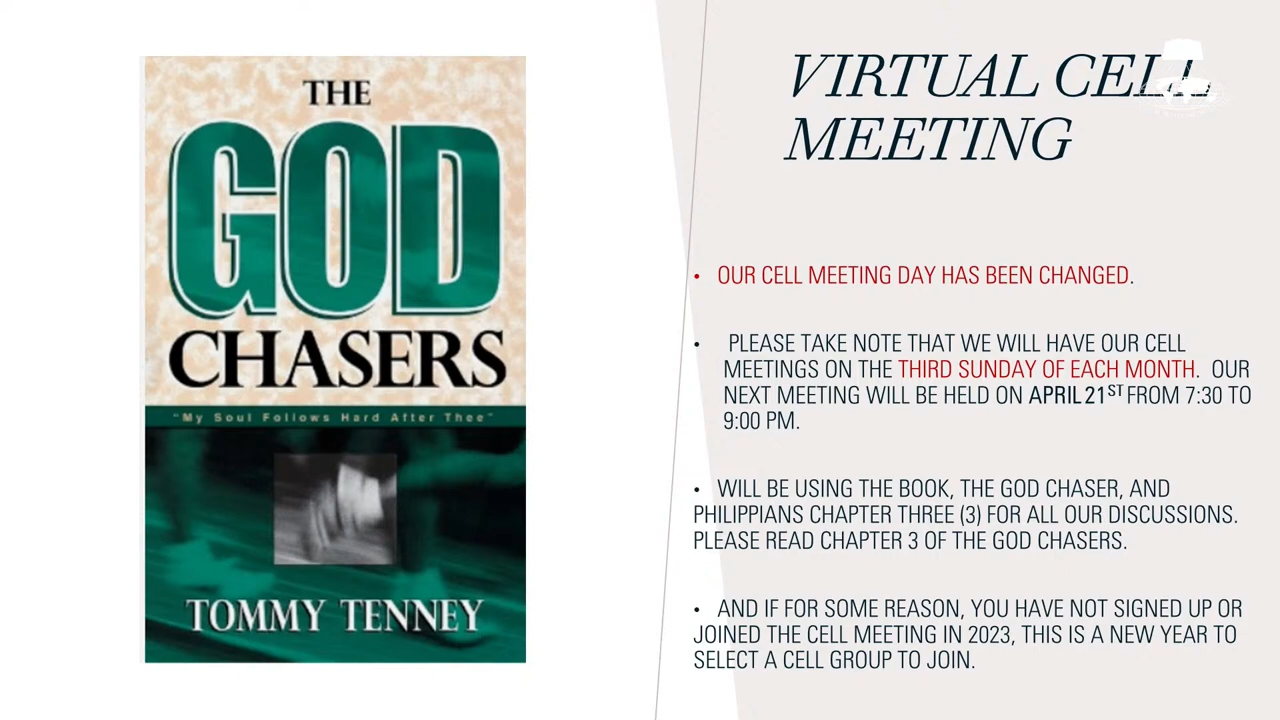 THE
GOD
CHASERS
"My Soul Follows Hard After Thee"
TOMMY TENNEY
VIRTUAL CELL
MEETING
• OUR CELL MEETING DAY HAS BEEN CHANGED.
• PLEASE TAKE NOTE THAT WE WILL HAVE OUR CELL
MEETINGS ON THE THIRD SUNDAY OF EACH MONTH. OUR
NEXT MEETING WILL BE HELD ON APRIL 21ST FROM 7:30 TO
9:00 PM.
• WILL BE USING THE BOOK, THE GOD CHASER, AND
PHILIPPIANS CHAPTER THREE (3) FOR ALL OUR DISCUSSIONS.
PLEASE READ CHAPTER 3 OF THE GOD CHASERS.
• AND IF FOR SOME REASON, YOU HAVE NOT SIGNED UP OR
JOINED THE CELL MEETING IN 2023, THIS IS A NEW YEAR TO
SELECT A CELL GROUP TO JOIN.